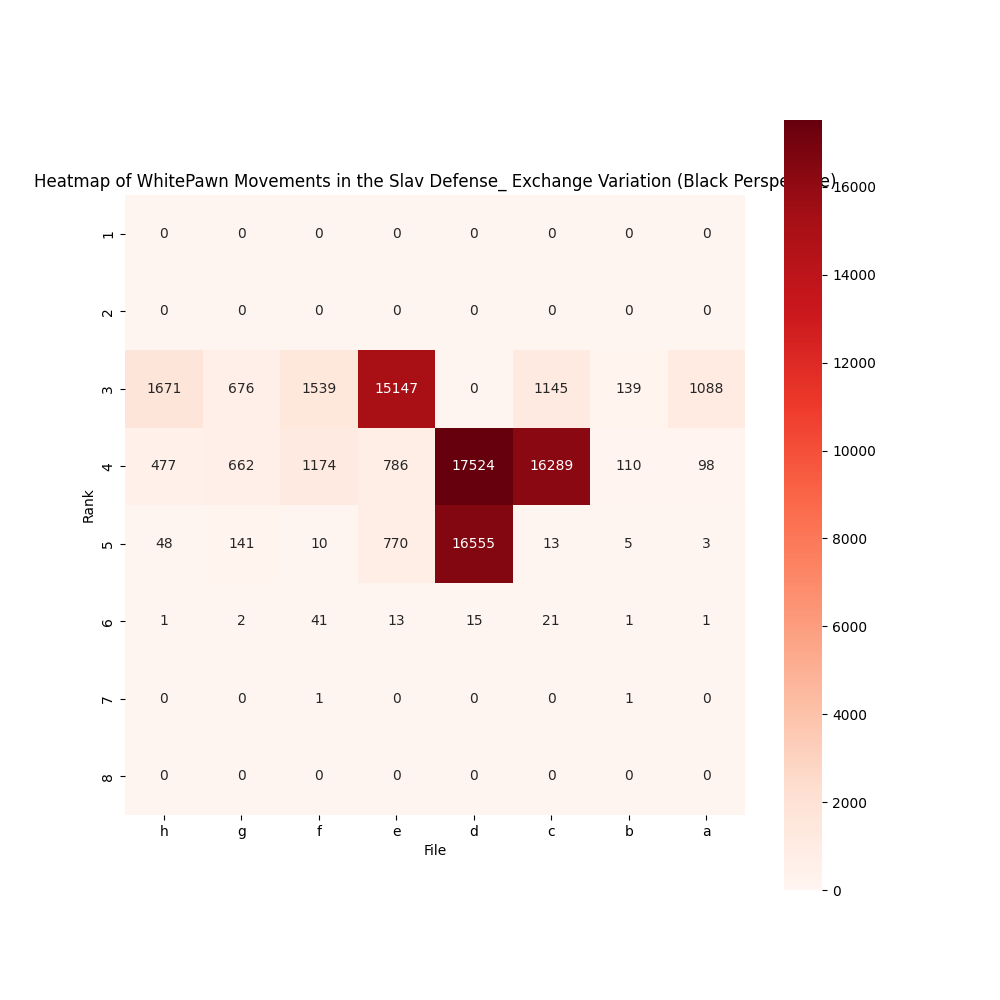 Heatmap of WhitePawn Movements in the Slav Defense_ Exchange Variation (Black Perspe e)
16000
1 0 0 0 0 0 0 0 0
14000
2 0 0 0 0 0 0 0 0
12000
3 1671 676 1539 15147 0 1145 139 1088
10000
4 477 662 1174 786 17524 16289 110 98
Rank
8000
5 48 141 10 770 16555 13 5 3
6000
6 1 2 41 13 15 21 1 1
4000
7 0 0 1 0 0 0 1 0
2000
8 0 0 0 0 0 0 0 0
h g f e d c b a
File
0